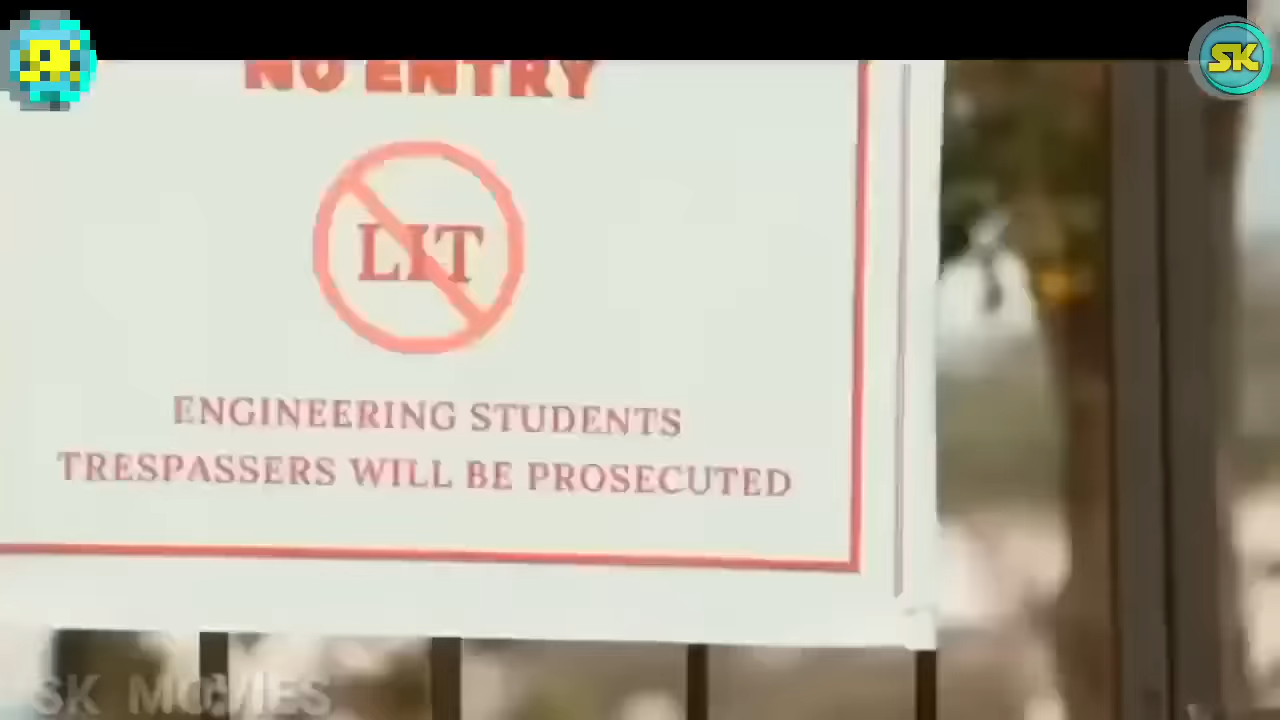 SK
NO ENTRY
LIT
ENGINEERING STUDENTS
TRESPASSERS WILL BE PROSECUTED
SK MOVIES